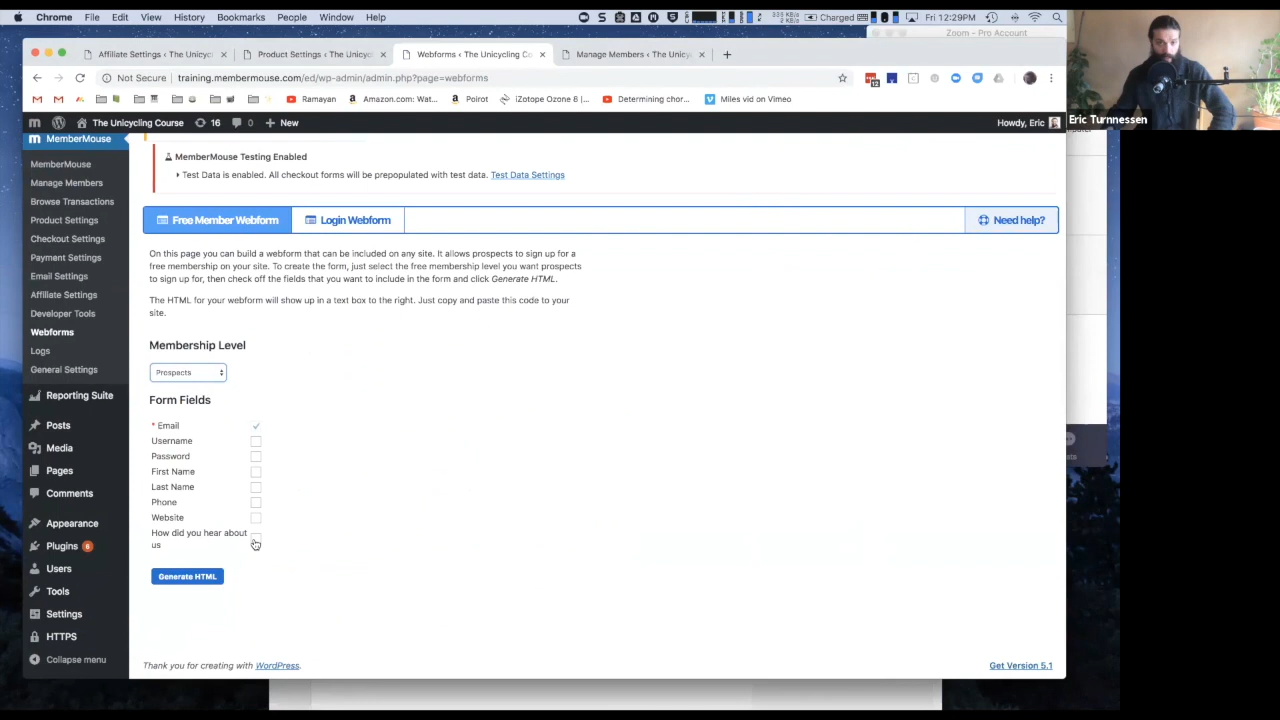 Chrome File Edit View History Bookmarks People Window Help
Charged Fri 12:29PM
Zoom - Pro Account
Affiliate Settings ‹ The Unicyc
Product Settings ‹ The Unicyc
Webforms ‹ The Unicycling Co
Manage Members ‹ The Unicy
Not Secure training.membermouse.com/ed/wp-admin/admin.php?page=webforms
12
Ramayan
Amazon.com: Wat...
Poirot
iZotope Ozone 8 |...
Determining chor...
Miles vid on Vimeo
Eric Turnnessen
The Unicycling Course 16 0 New
Howdy, Eric
MemberMouse
MemberMouse
Manage Members
Browse Transactions
Product Settings
Checkout Settings
Payment Settings
Email Settings
Affiliate Settings
Developer Tools
Webforms
Logs
General Settings
Reporting Suite
Posts
Media
Pages
Comments
Appearance
Plugins 6
Users
Tools
Settings
HTTPS
Collapse menu
MemberMouse Testing Enabled
Test Data is enabled. All checkout forms will be prepopulated with test data. Test Data Settings
Free Member Webform
Login Webform
Need help?
On this page you can build a webform that can be included on any site. It allows prospects to sign up for a
free membership on your site. To create the form, just select the free membership level you want prospects
to sign up for, then check off the fields that you want to include in the form and click Generate HTML.
The HTML for your webform will show up in a text box to the right. Just copy and paste this code to your
site.
Membership Level
Prospects
Form Fields
* Email
Username
Password
First Name
Last Name
Phone
Website
How did you hear about
us
Generate HTML
Thank you for creating with WordPress.
Get Version 5.1